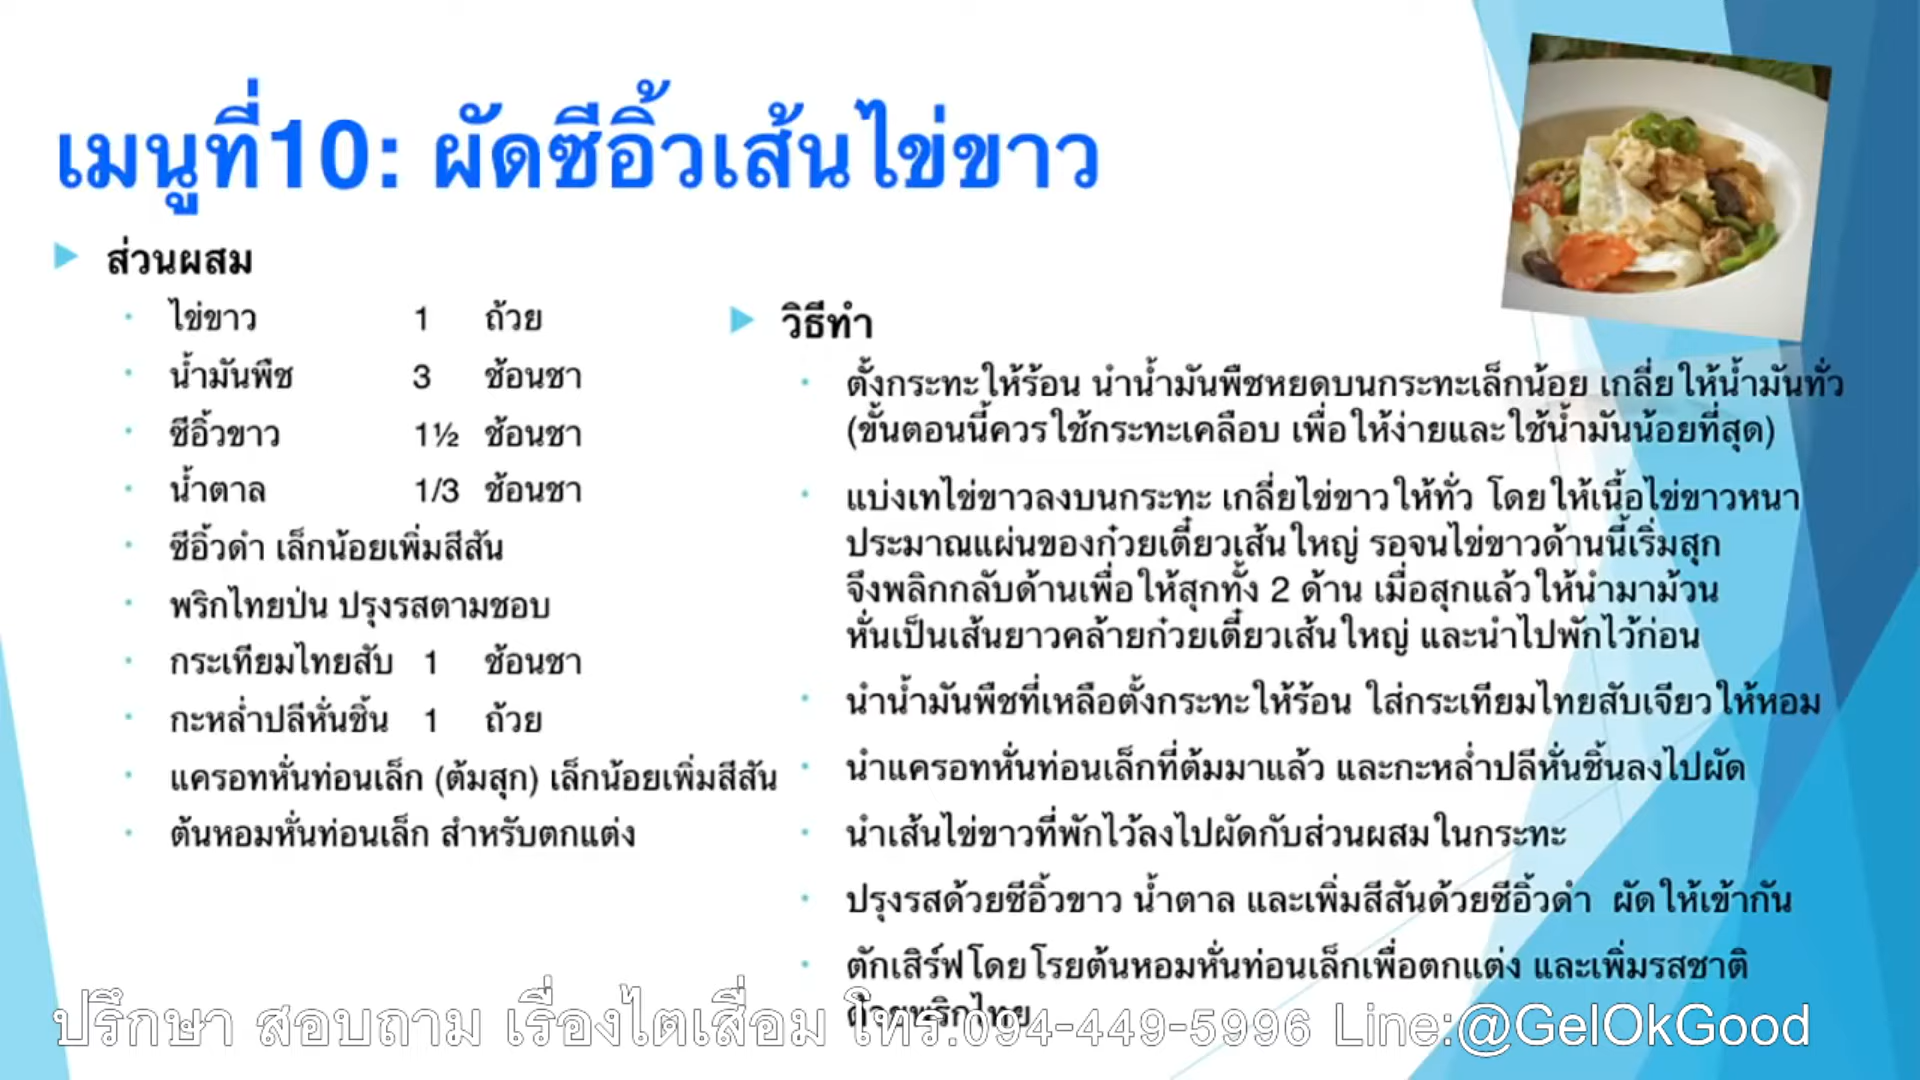 เมนูที่10: ผัดซีอิ๊วเส้นไข่ขาว
ส่วนผสม
ไข่ขาว 1 ถ้วย
น้ำมันพืช 3 ช้อนชา
ซีอิ๊วขาว 1½ ช้อนชา
น้ำตาล 1/3 ช้อนชา
ซีอิ๊วดำ เล็กน้อยเพิ่มสีสัน
พริกไทยป่น ปรุงรสตามชอบ
กระเทียมไทยสับ 1 ช้อนชา
กะหล่ำปลีหั่นชิ้น 1 ถ้วย
แครอทหั่นท่อนเล็ก (ต้มสุก) เล็กน้อยเพิ่มสีสัน
ต้นหอมหั่นท่อนเล็ก สำหรับตกแต่ง
วิธีทำ
ตั้งกระทะให้ร้อน นำน้ำมันพืชหยดบนกระทะเล็กน้อย เกลี่ยให้น้ำมันทั่ว
(ขั้นตอนนี้ควรใช้กระทะเคลือบ เพื่อให้ง่ายและใช้น้ำมันน้อยที่สุด)
แบ่งเทไข่ขาวลงบนกระทะ เกลี่ยไข่ขาวให้ทั่ว โดยให้เนื้อไข่ขาวหนา
ประมาณแผ่นของก๋วยเตี๋ยวเส้นใหญ่ รอจนไข่ขาวด้านนี้เริ่มสุก
จึงพลิกกลับด้านเพื่อให้สุกทั้ง 2 ด้าน เมื่อสุกแล้วให้นำมาม้วน
หั่นเป็นเส้นยาวคล้ายก๋วยเตี๋ยวเส้นใหญ่ และนำไปพักไว้ก่อน
นำน้ำมันพืชที่เหลือตั้งกระทะให้ร้อน ใส่กระเทียมไทยสับเจียวให้หอม
นำแครอทหั่นท่อนเล็กที่ต้มมาแล้ว และกะหล่ำปลีหั่นชิ้นลงไปผัด
นำเส้นไข่ขาวที่พักไว้ลงไปผัดกับส่วนผสมในกระทะ
ปรุงรสด้วยซีอิ๊วขาว น้ำตาล และเพิ่มสีสันด้วยซีอิ๊วดำ ผัดให้เข้ากัน
ตักเสิร์ฟโดยโรยต้นหอมหั่นท่อนเล็กเพื่อตกแต่ง และเพิ่มรสชาติ
ด้วยพริกไทย
ปรึกษา สอบถาม เรื่องไตเสื่อม โทร.094-449-5996 Line:@GelOkGood